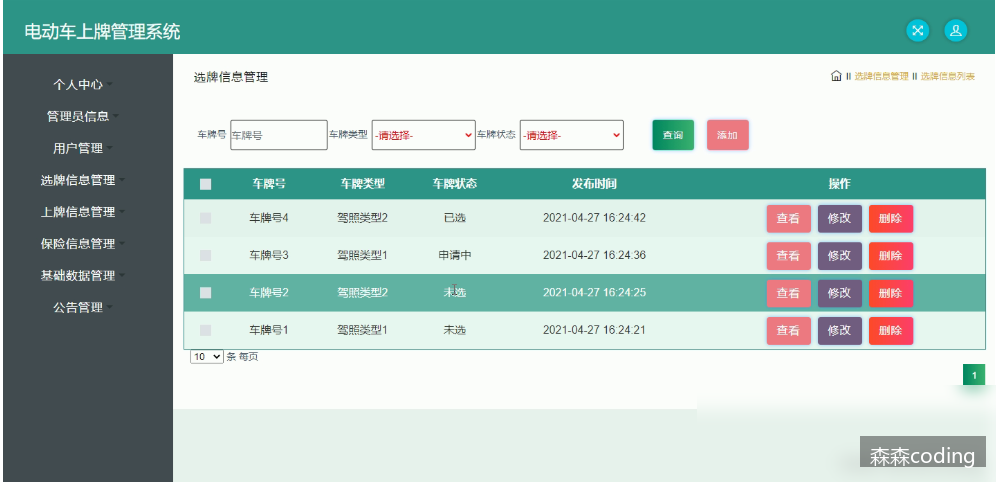 电动车上牌管理系统
个人中心
管理员信息
用户管理
选牌信息管理
上牌信息管理
保险信息管理
基础数据管理
公告管理
选牌信息管理
选牌信息管理 选牌信息列表
车牌号 车牌号 车牌类型 -请选择- 车牌状态 -请选择- 查询 添加
车牌号 车牌类型 车牌状态 发布时间 操作
车牌号4 驾照类型2 已选 2021-04-27 16:24:42 查看 修改 删除
车牌号3 驾照类型1 申请中 2021-04-27 16:24:36 查看 修改 删除
车牌号2 驾照类型2 未选 2021-04-27 16:24:25 查看 修改 删除
车牌号1 驾照类型1 未选 2021-04-27 16:24:21 查看 修改 删除
10 条 每页
1
森森coding